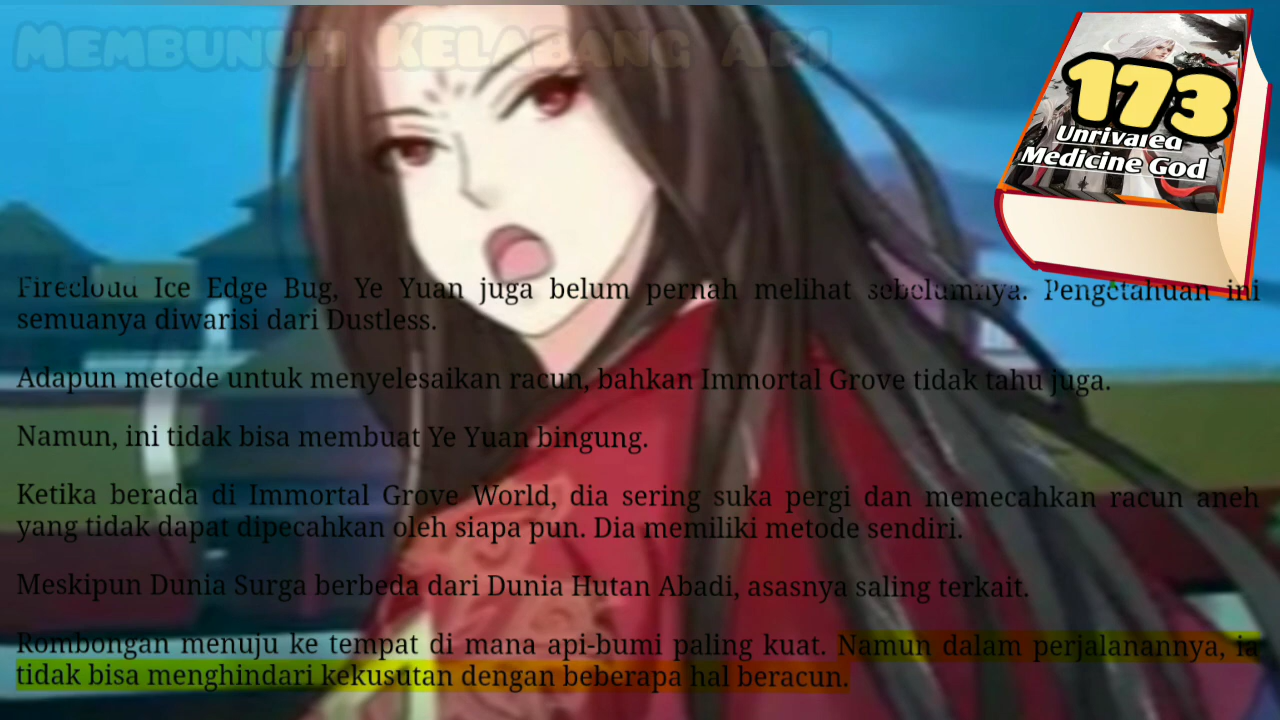 Membunuh Kelabang Api
173
Unrivaled
Medicine God
Firecloud Ice Edge Bug, Ye Yuan juga belum pernah melihat sebelumnya. Pengetahuan ini
semuanya diwarisi dari Dustless.
Adapun metode untuk menyelesaikan racun, bahkan Immortal Grove tidak tahu juga.
Namun, ini tidak bisa membuat Ye Yuan bingung.
Ketika berada di Immortal Grove World, dia sering suka pergi dan memecahkan racun aneh
yang tidak dapat dipecahkan oleh siapa pun. Dia memiliki metode sendiri.
Meskipun Dunia Surga berbeda dari Dunia Hutan Abadi, asasnya saling terkait.
Rombongan menuju ke tempat di mana api-bumi paling kuat. Namun dalam perjalanannya, ia
tidak bisa menghindari kekusutan dengan beberapa hal beracun.